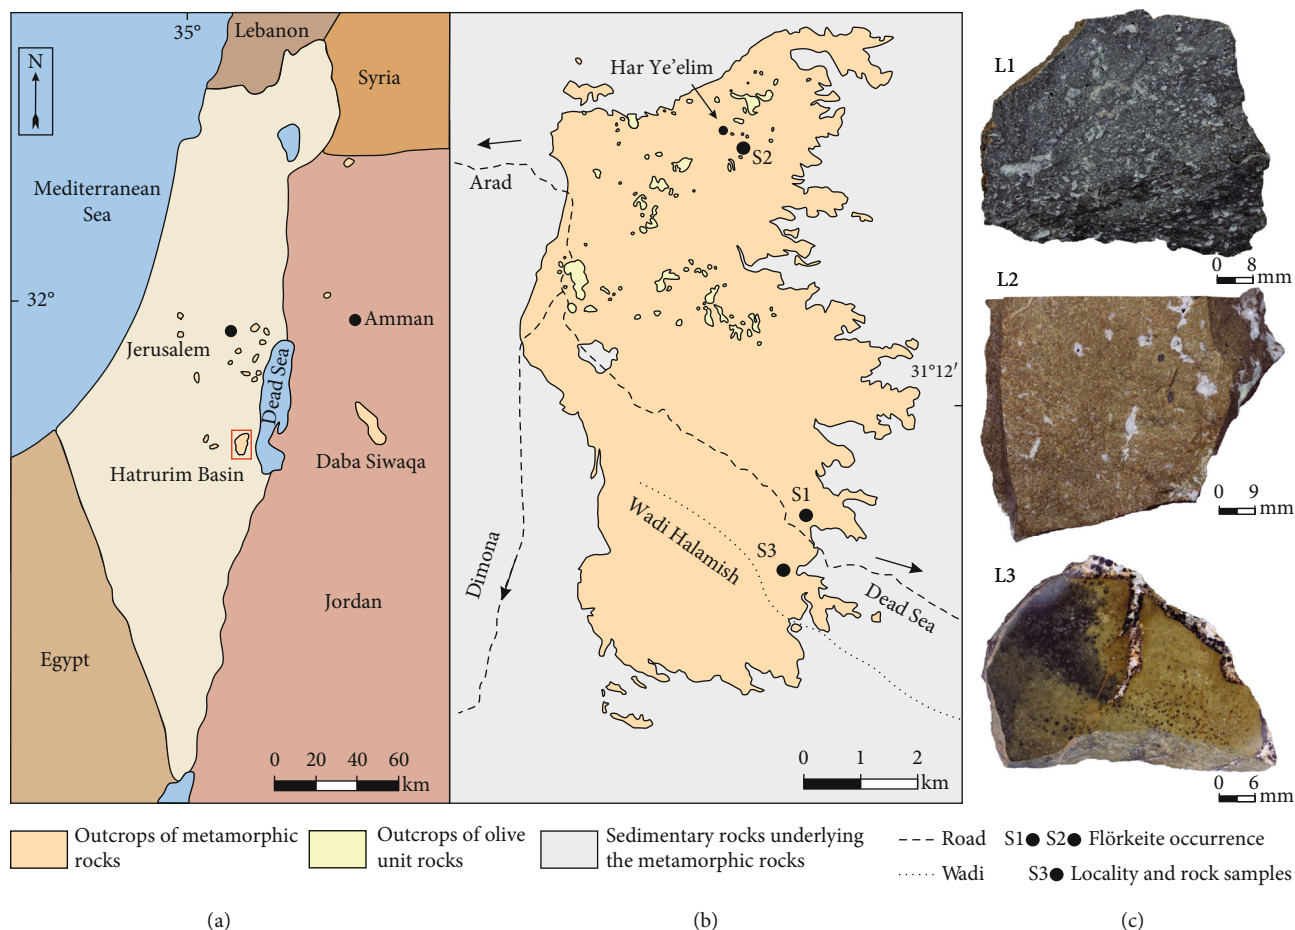 35°
Lebanon
N
Syria
Mediterranean
Sea
32°
Amman
Jerusalem
Dead Sea
Hatrurim Basin
Daba Siwaqa
Jordan
Egypt
0 20 40 60
km
Har Ye'elim
S2
Arad
31°12′
S1
Wadi Halamish
S3
Dimona
Dead Sea
0 1 2
km
L1
0 8
mm
L2
0 9
mm
L3
0 6
mm
Outcrops of metamorphic
rocks
Outcrops of olive
unit rocks
Sedimentary rocks underlying
the metamorphic rocks
Road
Wadi
S1 S2 Flörkeite occurrence
S3 Locality and rock samples
(a)
(b)
(c)